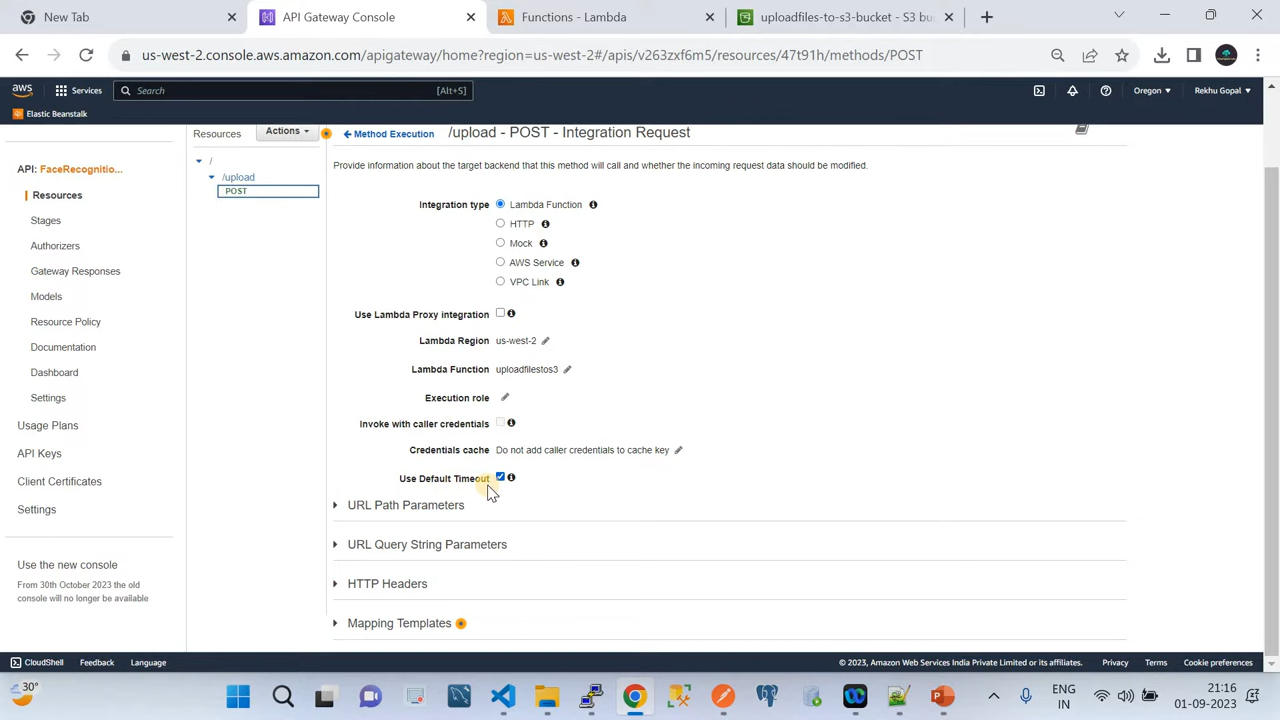 New Tab
API Gateway Console
Functions - Lambda
uploadfiles-to-s3-bucket - S3 bu
us-west-2.console.aws.amazon.com/apigateway/home?region=us-west-2#/apis/v263zxf6m5/resources/47t91h/methods/POST
aws
Services
Search
[Alt+S]
Oregon
Rekhu Gopal
Elastic Beanstalk
Resources
Actions
Method Execution
/upload - POST - Integration Request
Provide information about the target backend that this method will call and whether the incoming request data should be modified.
API: FaceRecognitio...
Resources
Stages
Authorizers
Gateway Responses
Models
Resource Policy
Documentation
Dashboard
Settings
Usage Plans
API Keys
Client Certificates
Settings
Use the new console
From 30th October 2023 the old
console will no longer be available
/
/upload
POST
Integration type
Lambda Function
HTTP
Mock
AWS Service
VPC Link
Use Lambda Proxy integration
Lambda Region us-west-2
Lambda Function uploadfilestos3
Execution role
Invoke with caller credentials
Credentials cache Do not add caller credentials to cache key
Use Default Timeout
URL Path Parameters
URL Query String Parameters
HTTP Headers
Mapping Templates
CloudShell
Feedback
Language
© 2023, Amazon Web Services India Private Limited or its affiliates.
Privacy
Terms
Cookie preferences
30°
ENG
IN
21:16
01-09-2023